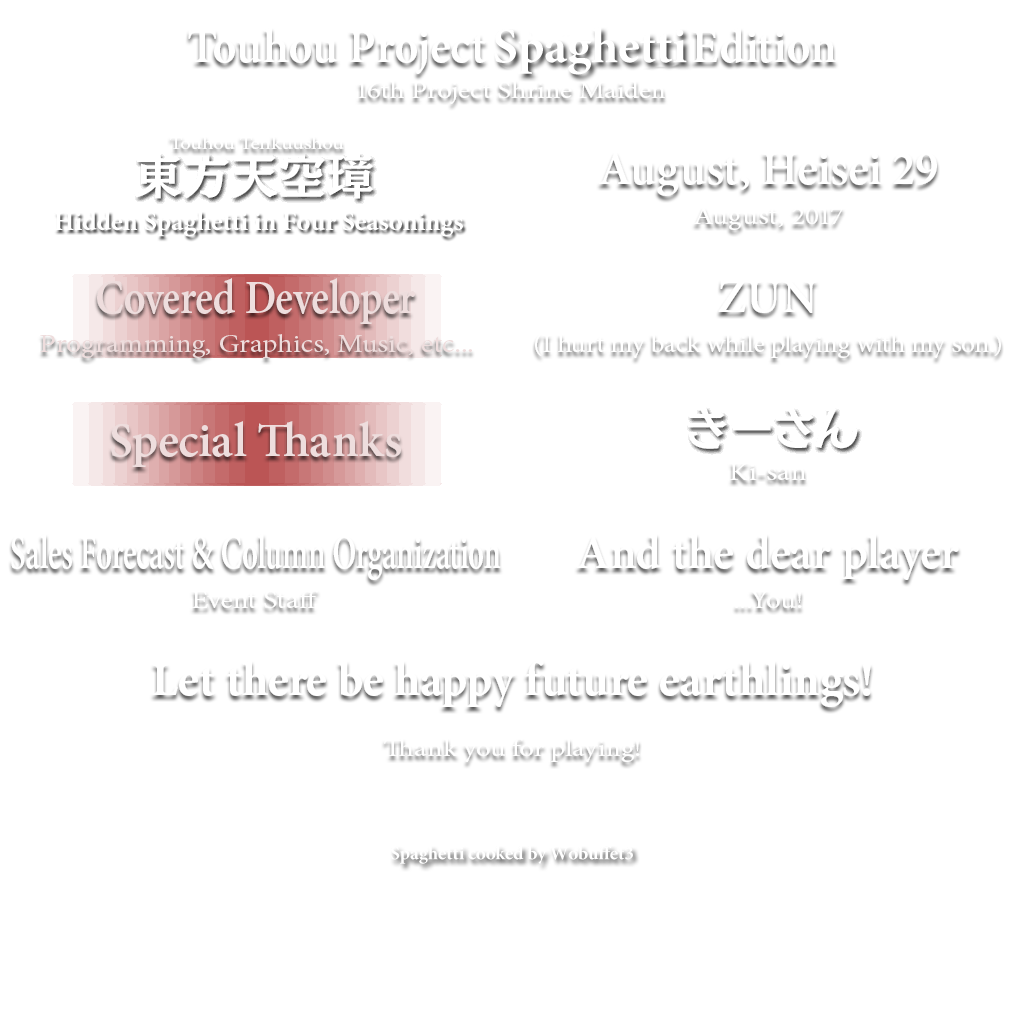 Touhou Project Spaghetti Edition
16th Project Shrine Maiden
Touhou Tenkuushou
東方天空璋
Hidden Spaghetti in Four Seasonings
August, Heisei 29
August, 2017
Covered Developer
Programming, Graphics, Music, etc...
ZUN
(I hurt my back while playing with my son.)
Special Thanks
きーさん
Ki-san
Sales Forecast & Column Organization
Event Staff
And the dear player
...You!
Let there be happy future earthlings!
Thank you for playing!
Spaghetti cooked by Wobuffet3